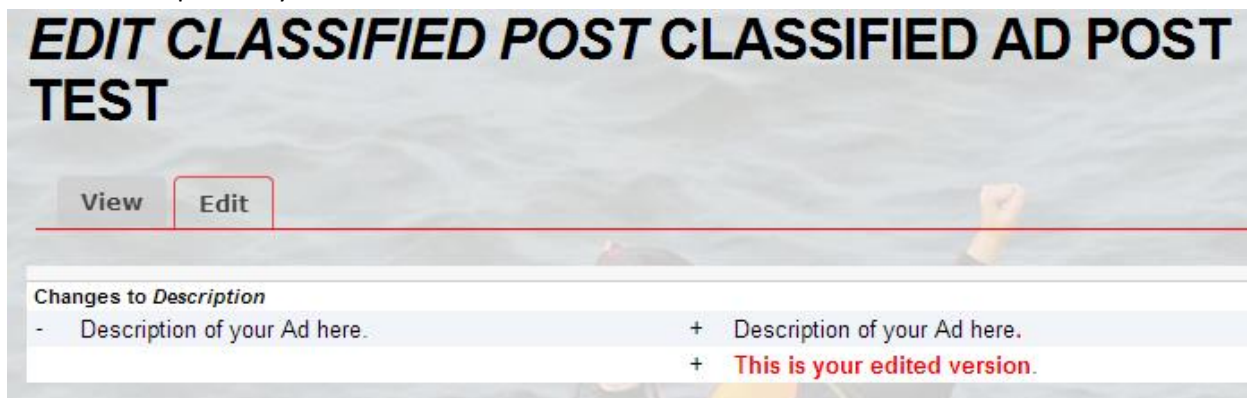 EDIT CLASSIFIED POST CLASSIFIED AD POST
TEST
View Edit
Changes to Description
- Description of your Ad here. + Description of your Ad here.
+ This is your edited version.